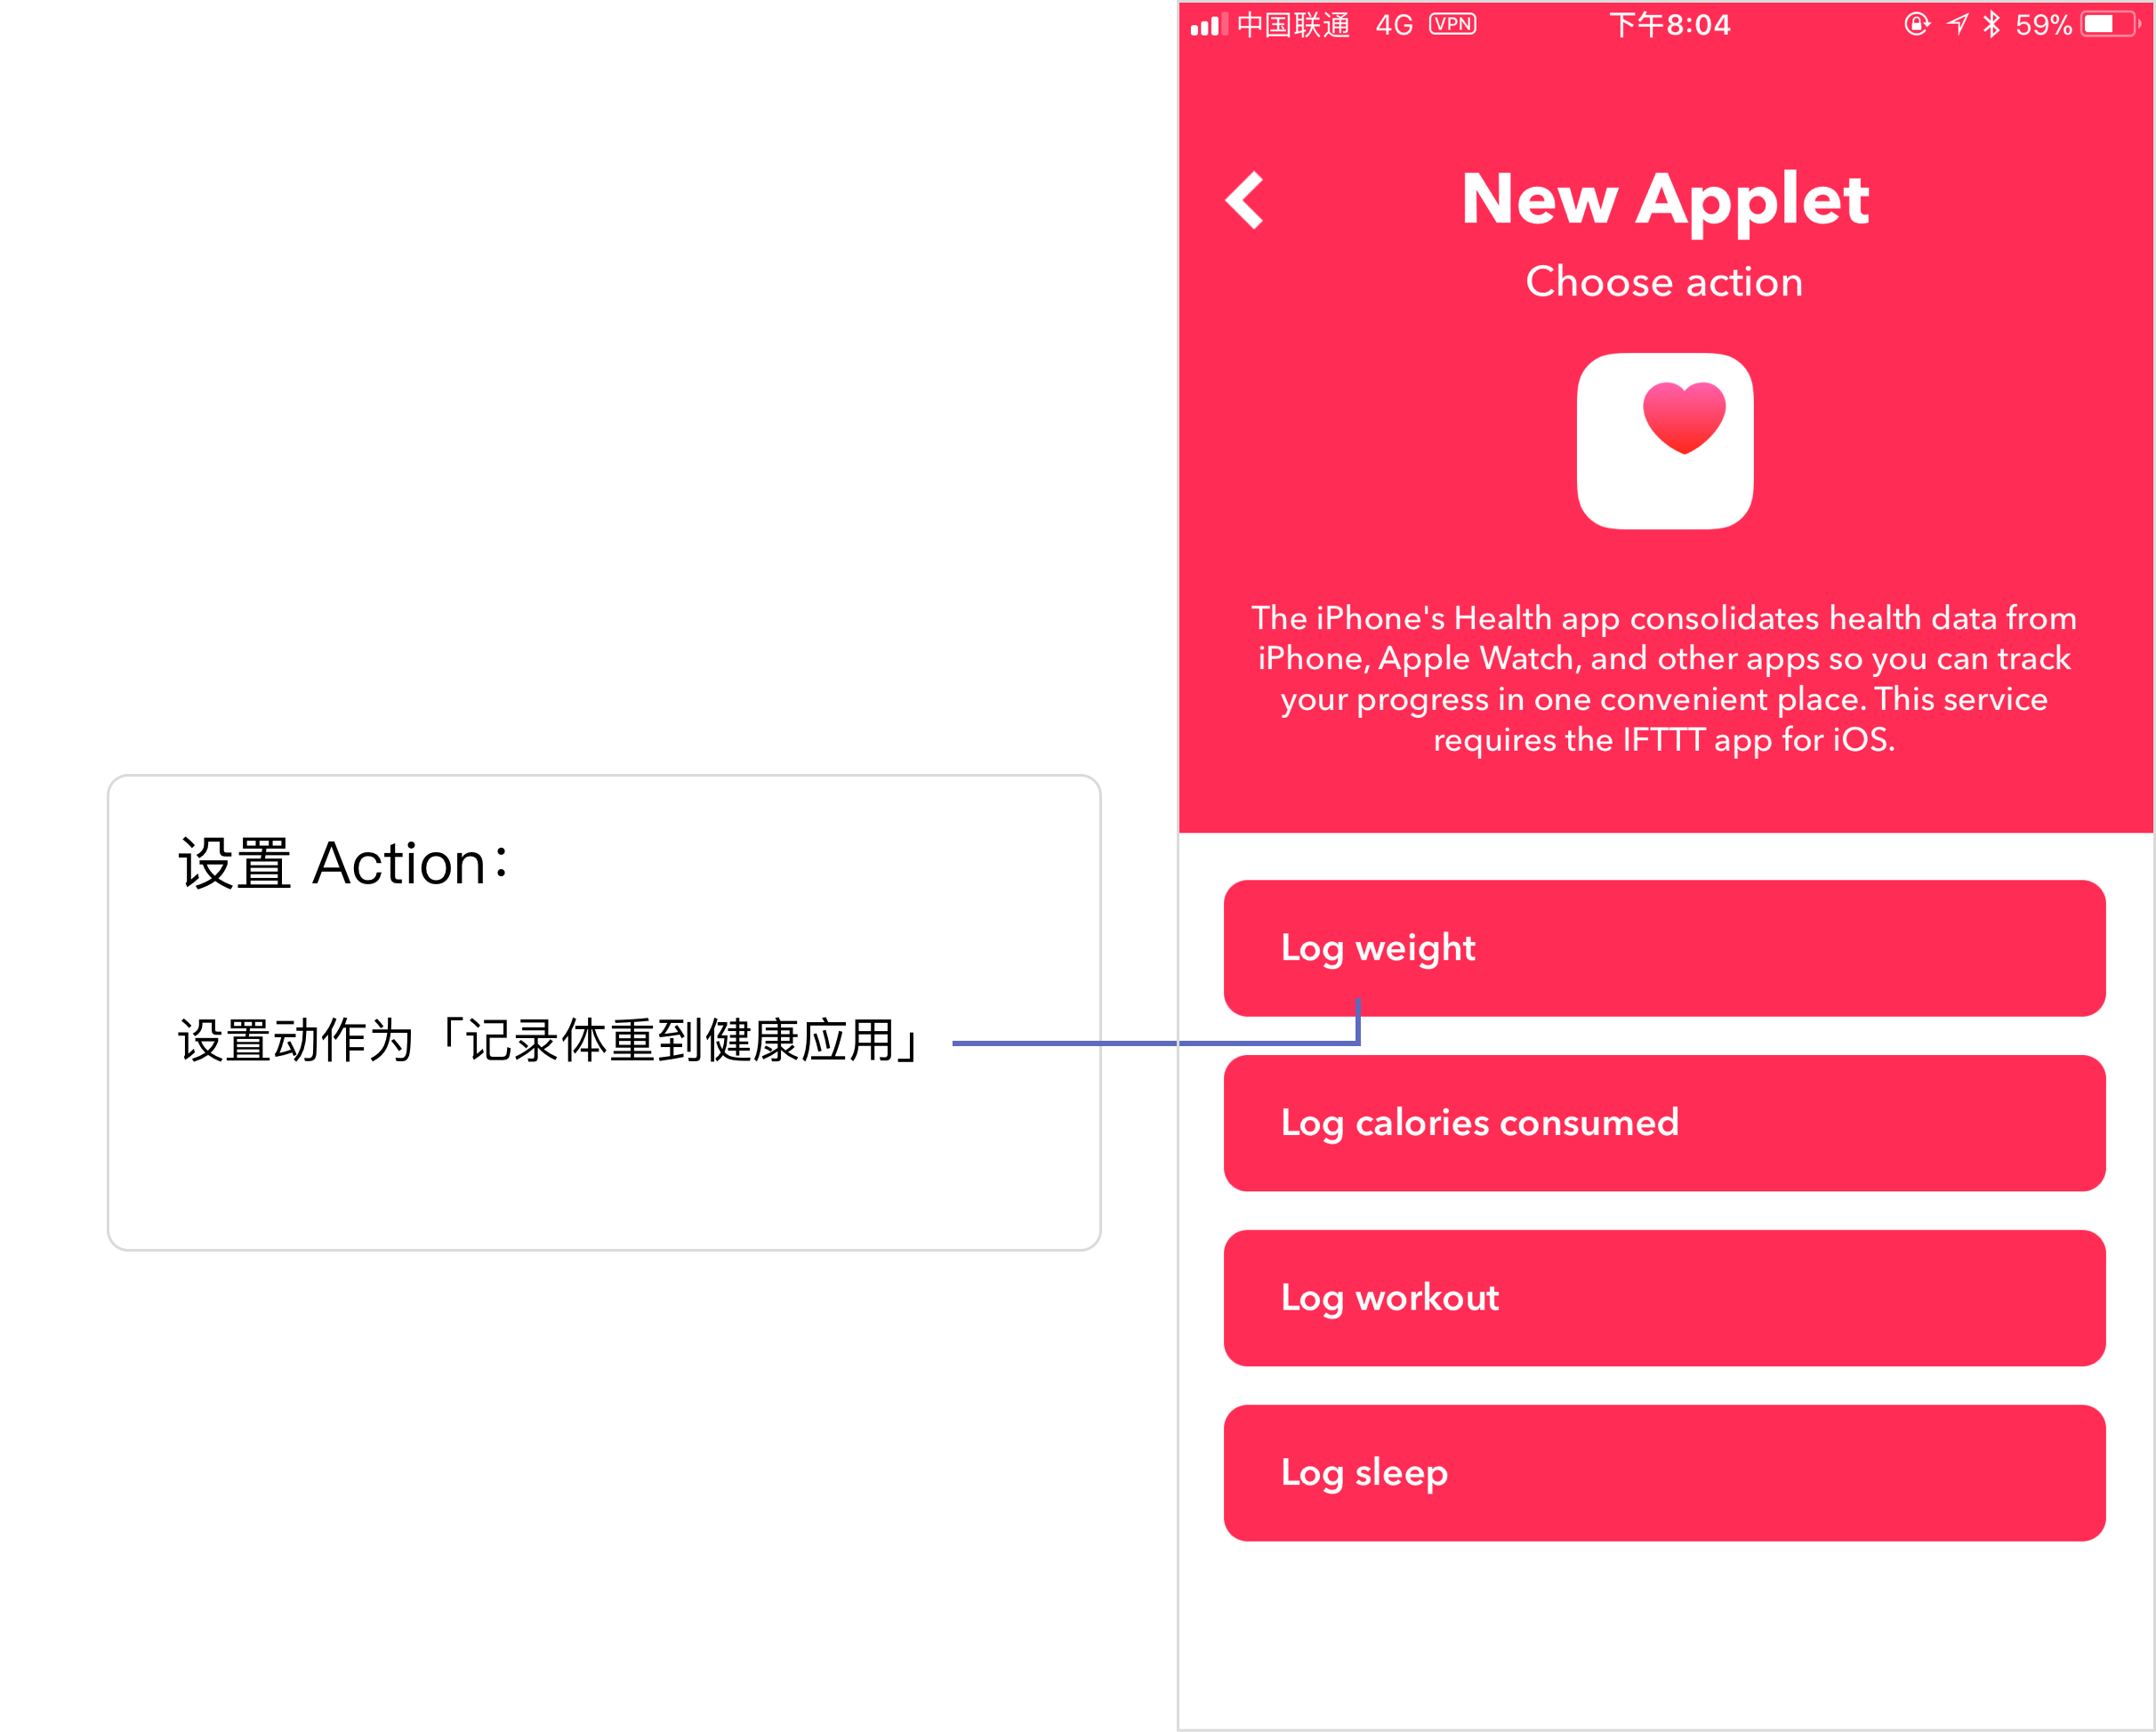 中国联通 4G VPN 下午8:04 59%
New Applet
Choose action
The iPhone's Health app consolidates health data from
iPhone, Apple Watch, and other apps so you can track
your progress in one convenient place. This service
requires the IFTTT app for iOS.
设置 Action：
设置动作为「记录体重到健康应用」
Log weight
Log calories consumed
Log workout
Log sleep